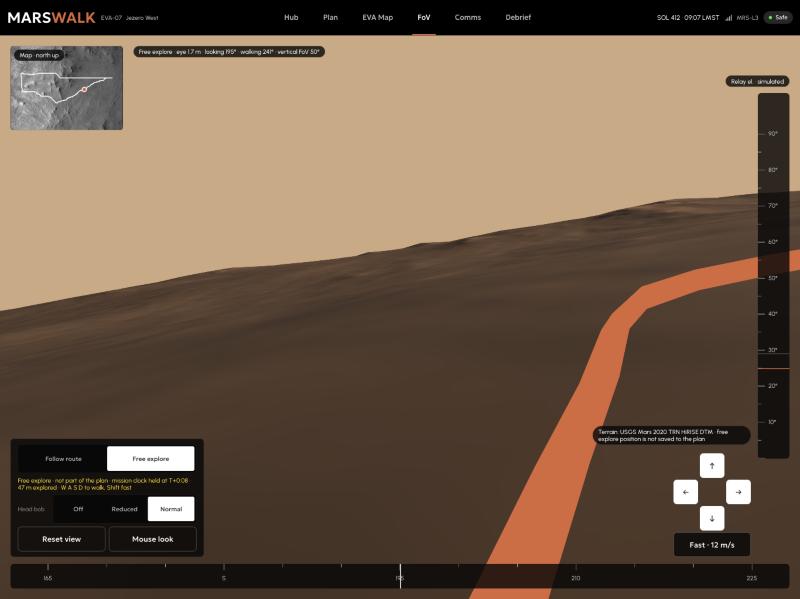 MARSWALK EVA-07 Jezero West Hub Plan EVA Map FoV Comms Debrief SOL 412 · 09:07 LMST MRS-L3 Safe
Map · north up
Free explore · eye 1.7 m · looking 195° · walking 241° · vertical FoV 50°
Relay el. · simulated
90°
80°
70°
60°
50°
40°
30°
20°
10°
Terrain: USGS Mars 2020 TRN HiRISE DTM · free
explore position is not saved to the plan
Follow route Free explore
Free explore · not part of the plan · mission clock held at T+0:08
47 m explored · W A S D to walk, Shift fast
Head bob Off Reduced Normal
Reset view Mouse look
↑
← →
↓
Fast · 12 m/s
165 S 195 210 225